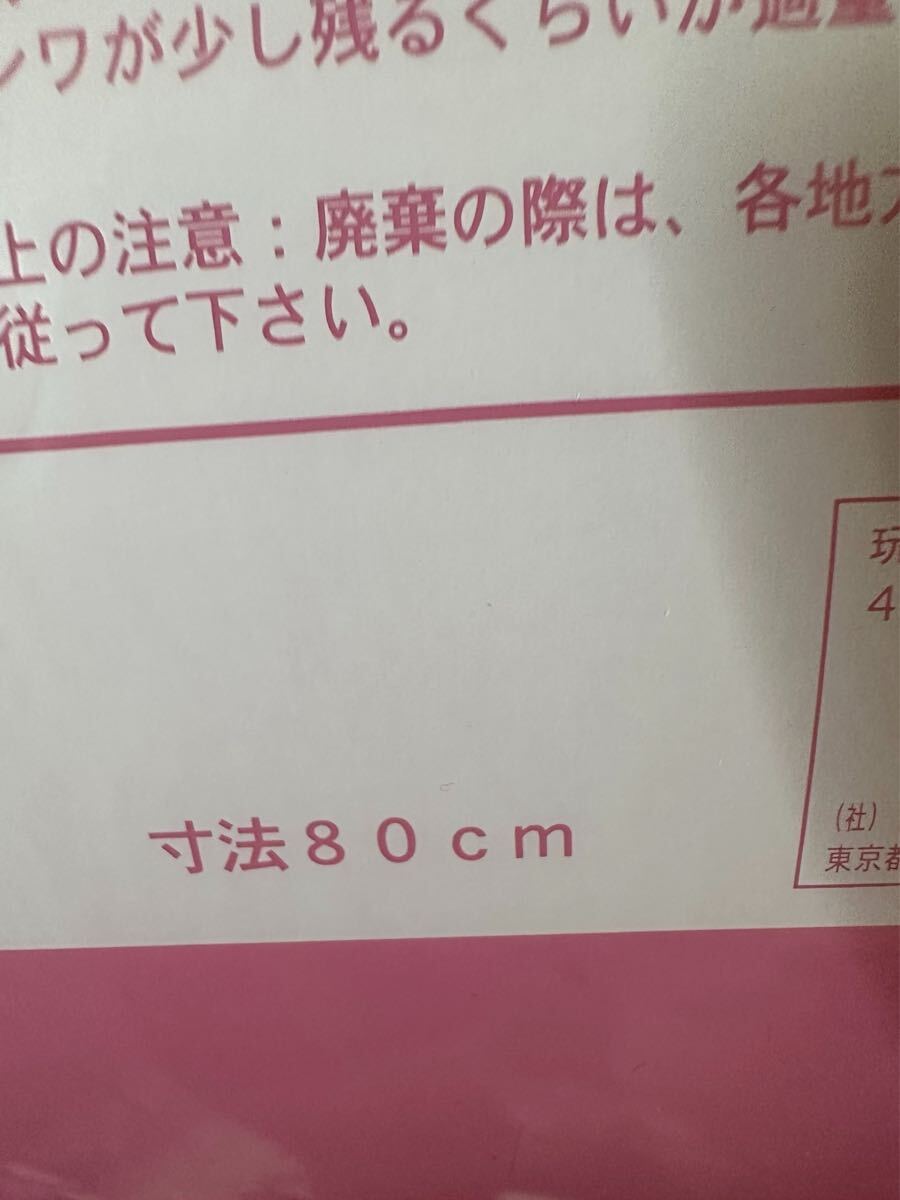 シワが少し残るくらいが適量
上の注意：廃棄の際は、各地
従って下さい。
玩
4
寸法８０ｃｍ
(社)
東京都